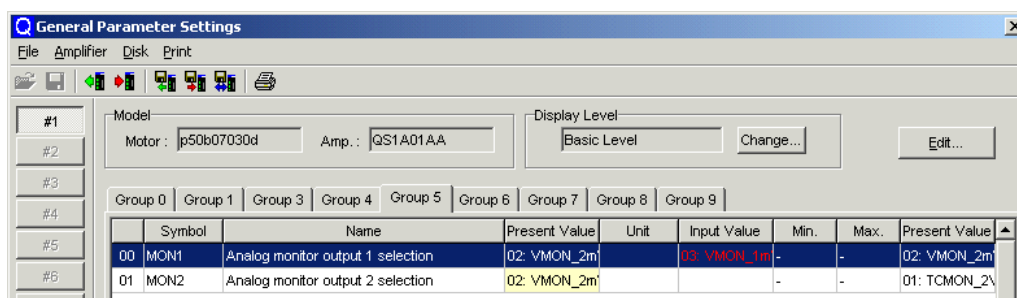 General Parameter Settings
File Amplifier Disk Print
#1
#2
#3
#4
#5
#6
Model
Motor : p50b07030d Amp. : QS1A01AA
Display Level
Basic Level Change...
Edit...
Group 0 Group 1 Group 3 Group 4 Group 5 Group 6 Group 7 Group 8 Group 9
Symbol Name Present Value Unit Input Value Min. Max. Present Value
00 MON1 Analog monitor output 1 selection 02: VMON_2m 03: VMON_1m - - 02: VMON_2m
01 MON2 Analog monitor output 2 selection 02: VMON_2m - - 01: TCMON_2